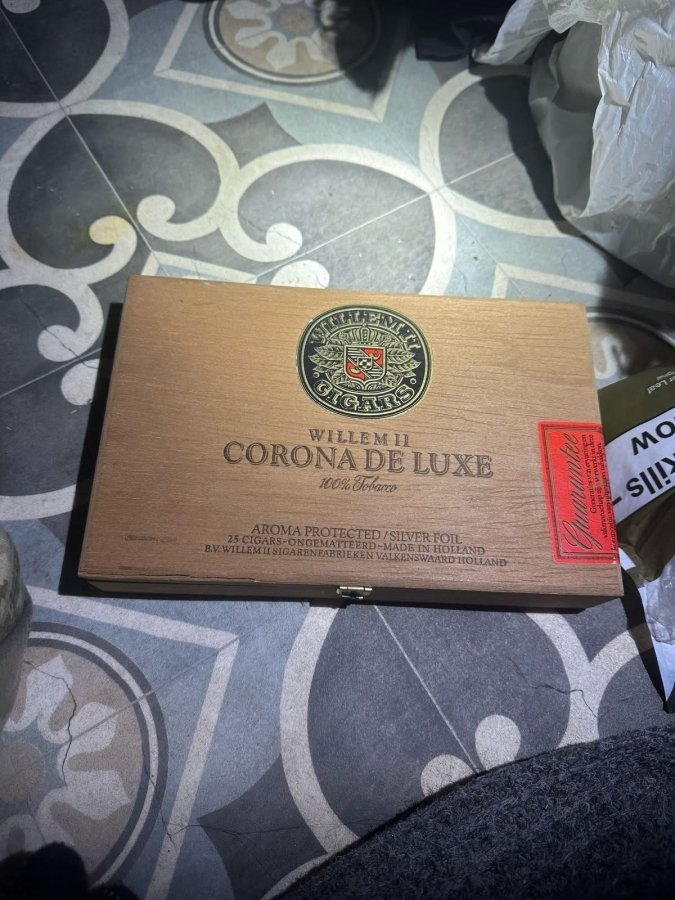 WILLEM II
CIGARS
WILLEM II
CORONA DE LUXE
100% Tobacco
AROMA PROTECTED / SILVER FOIL
25 CIGARS - ONGEMATTEERD - MADE IN HOLLAND
B.V. WILLEM II SIGARENFABRIEKEN VALKENSWAARD HOLLAND
Guarantee
Leaf
kills -